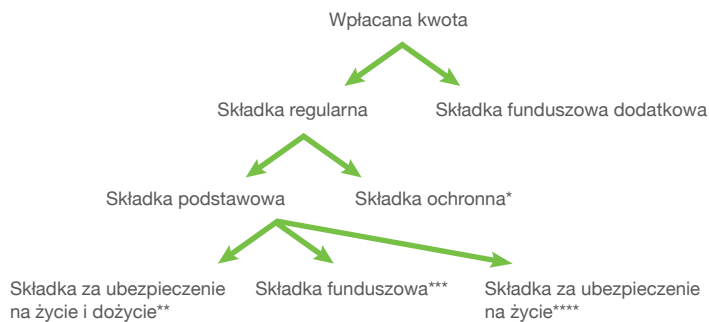 Wpłacana kwota
Składka regularna
Składka funduszowa dodatkowa
Składka podstawowa
Składka ochronna*
Składka za ubezpieczenie
na życie i dożycie**
Składka funduszowa***
Składka za ubezpieczenie
na życie****